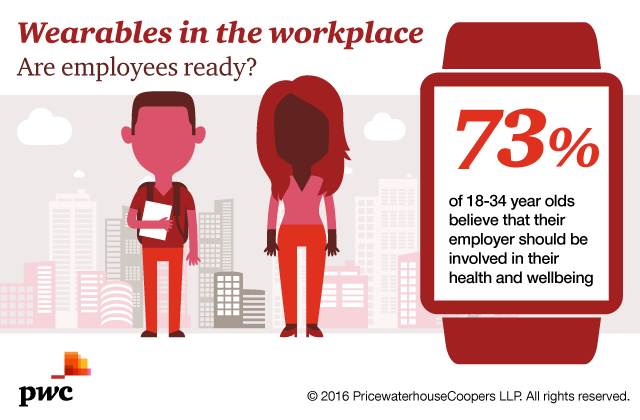 Wearables in the workplace
Are employees ready?
73%
of 18-34 year olds
believe that their
employer should be
involved in their
health and wellbeing
pwc
© 2016 PricewaterhouseCoopers LLP. All rights reserved.